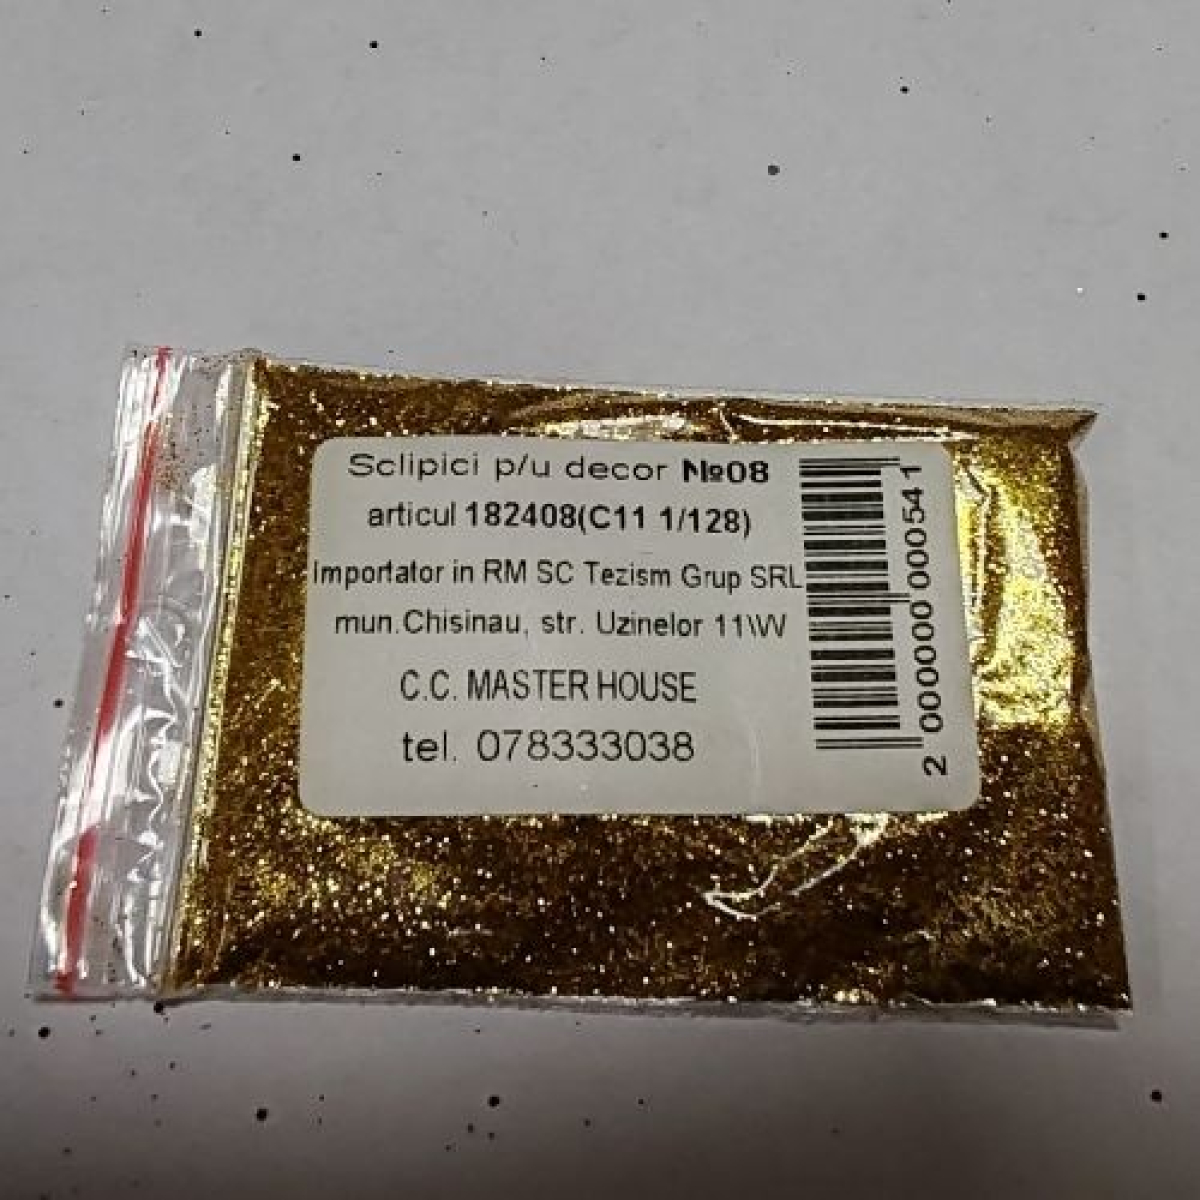 Sclipici p/u decor №08
articul 182408(C11 1/128)
Importator in RM SC Tezism Grup SRL
mun.Chisinau, str. Uzinelor 11\W
C.C. MASTER HOUSE
tel. 078333038
2 000000 000541